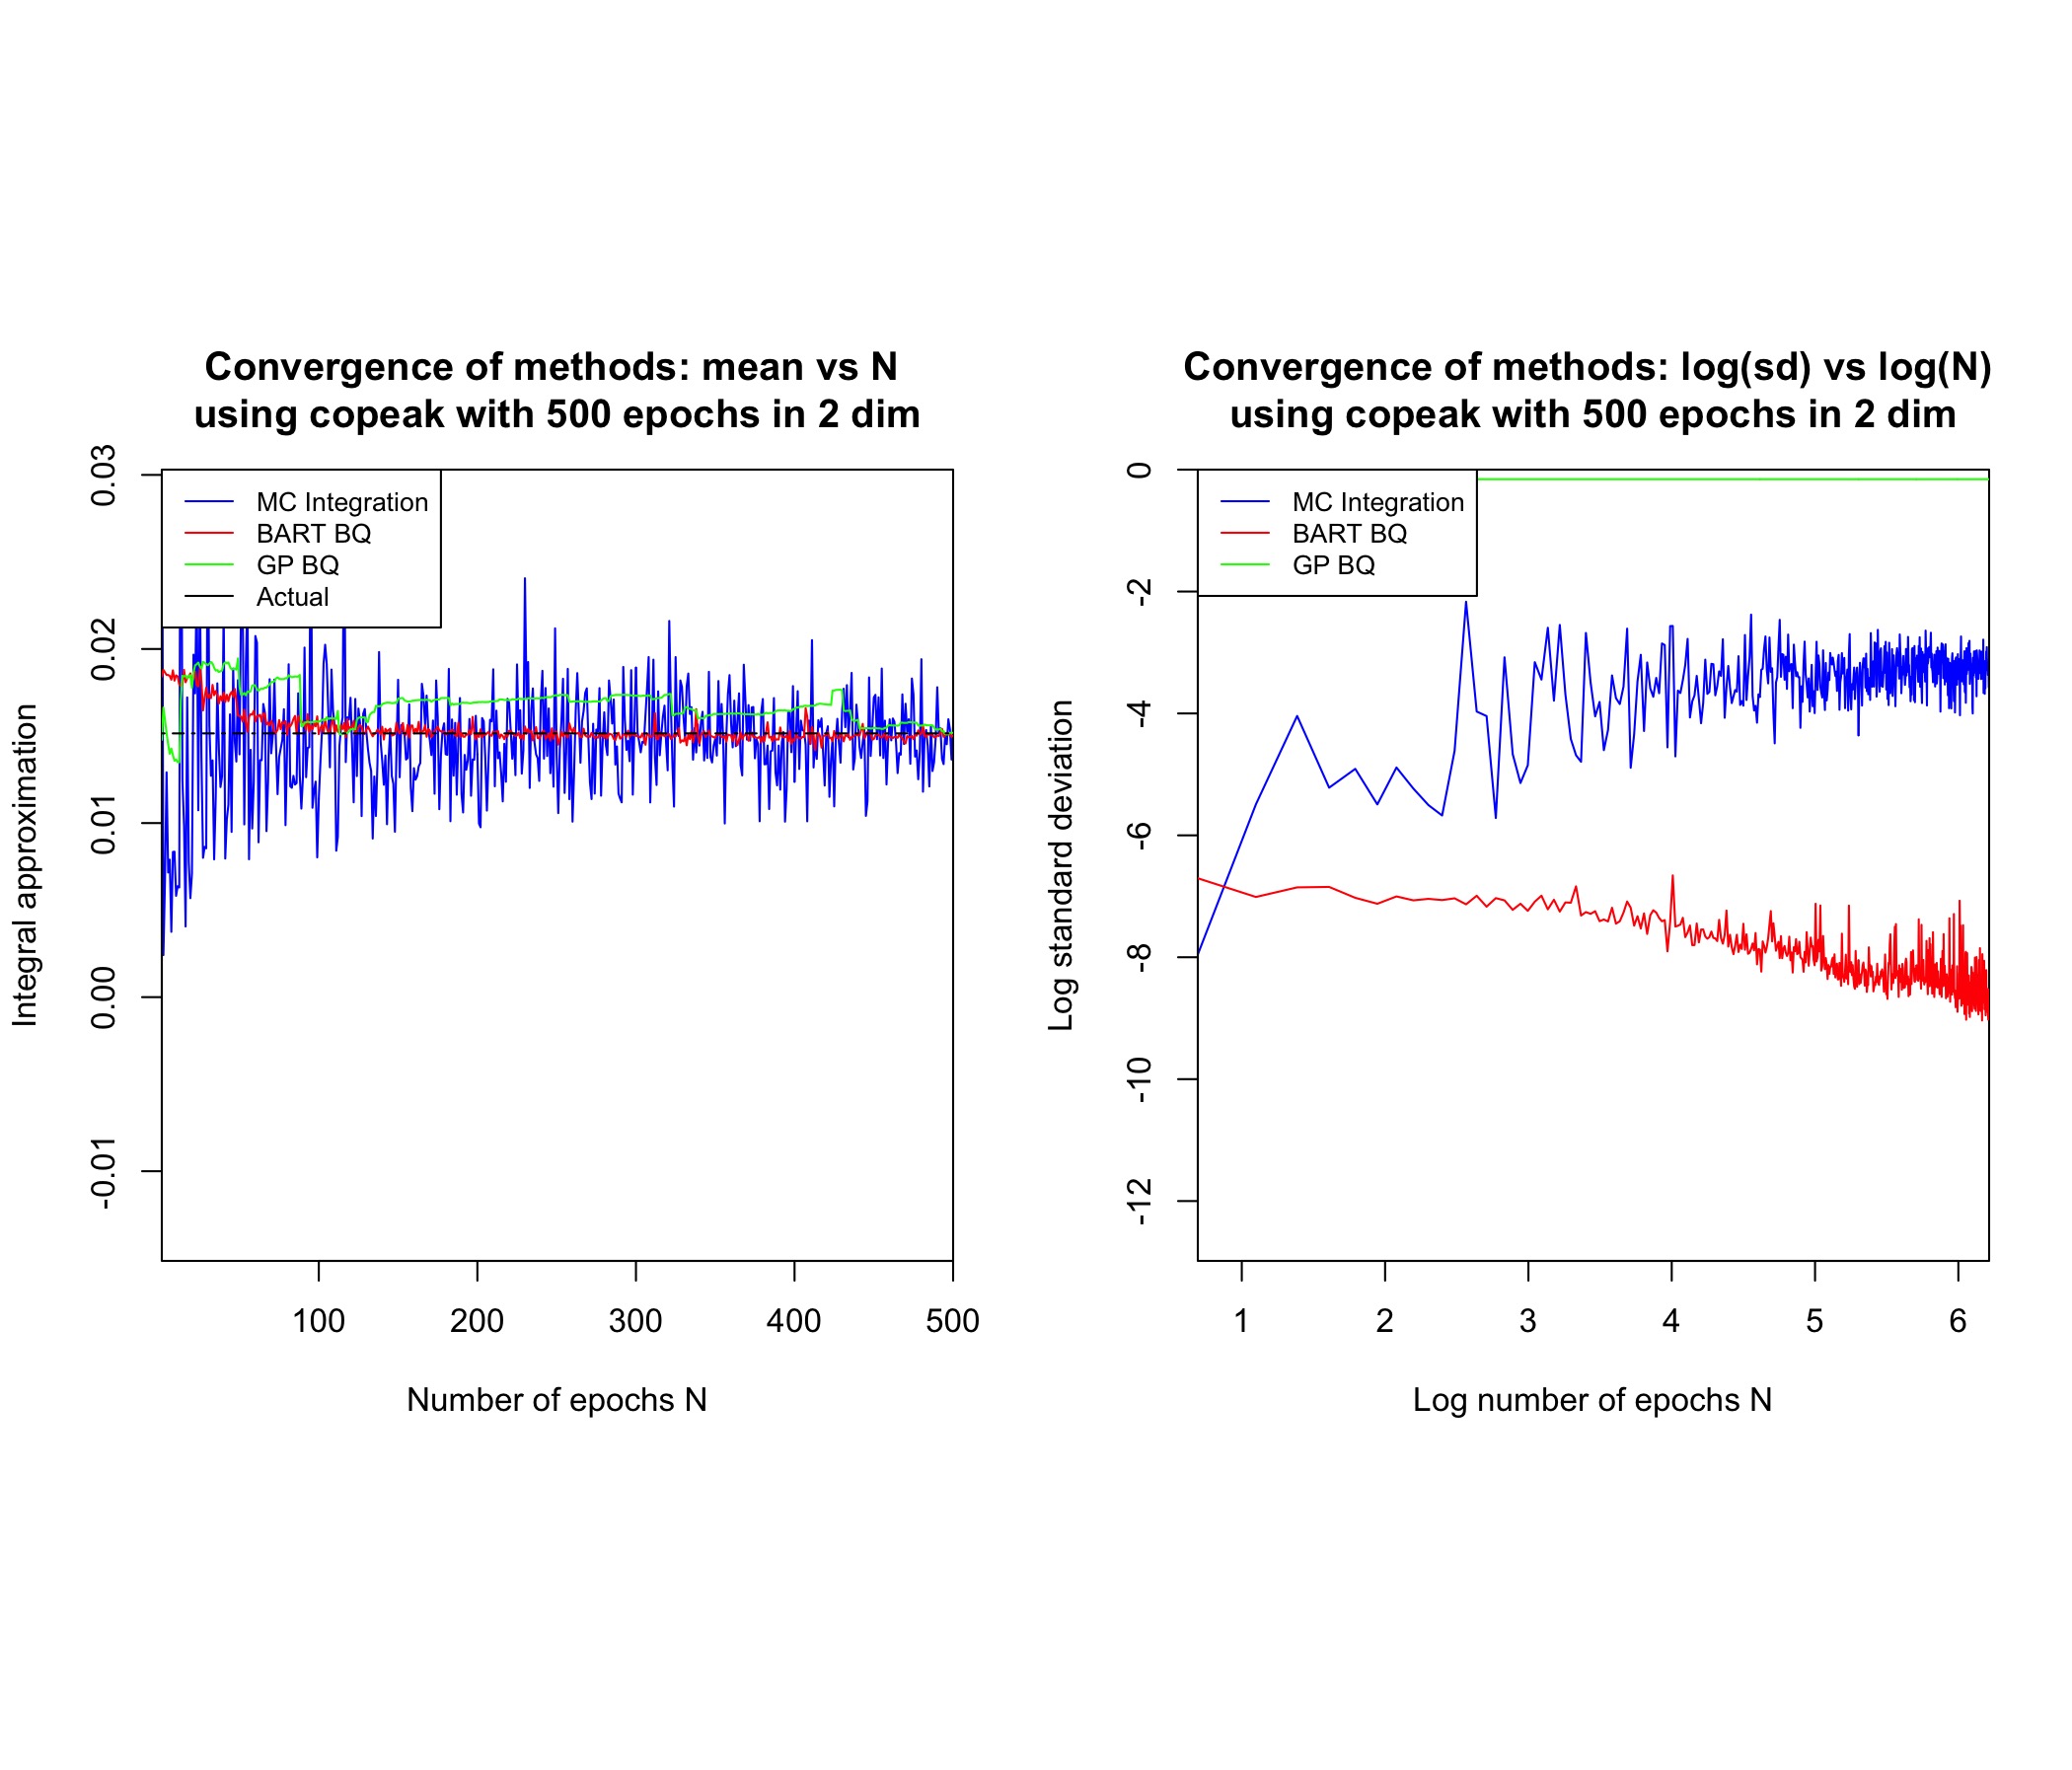 Convergence of methods: mean vs N
using copeak with 500 epochs in 2 dim
Integral approximation
0.03
0.02
0.01
0.00
-0.01
MC Integration
BART BQ
GP BQ
Actual
100 200 300 400 500
Number of epochs N
Convergence of methods: log(sd) vs log(N)
using copeak with 500 epochs in 2 dim
Log standard deviation
0
-2
-4
-6
-8
-10
-12
MC Integration
BART BQ
GP BQ
1 2 3 4 5 6
Log number of epochs N